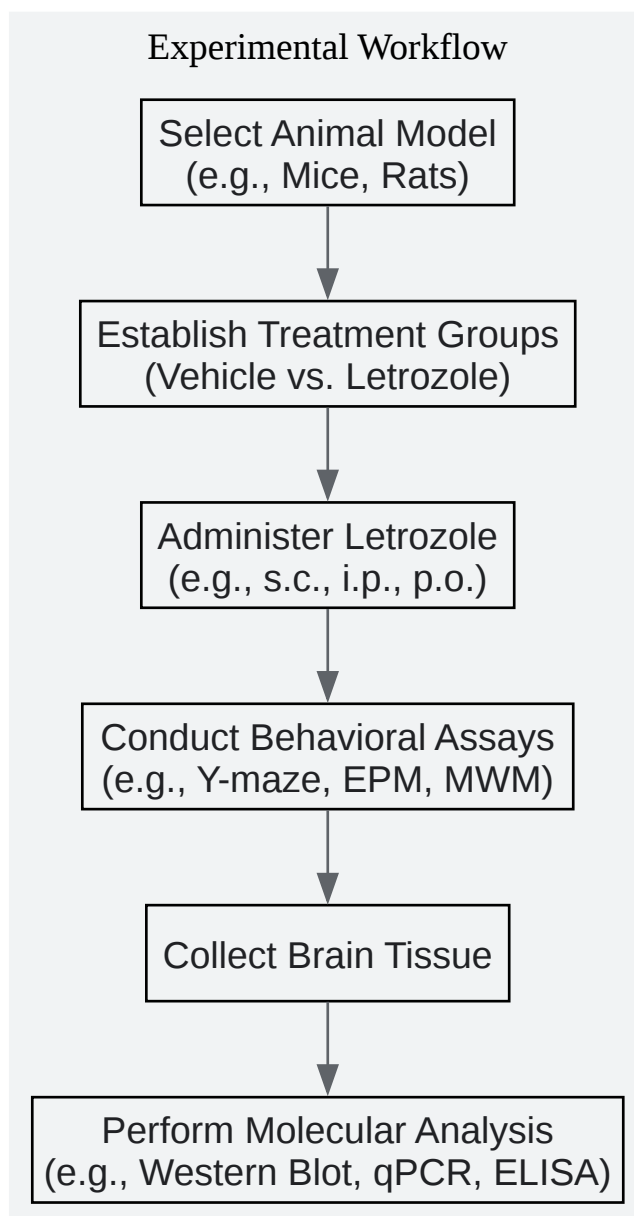 Experimental Workflow
Select Animal Model
(e.g., Mice, Rats)
Establish Treatment Groups
(Vehicle vs. Letrozole)
Administer Letrozole
(e.g., s.c., i.p., p.o.)
Conduct Behavioral Assays
(e.g., Y-maze, EPM, MWM)
Collect Brain Tissue
Perform Molecular Analysis
(e.g., Western Blot, qPCR, ELISA)